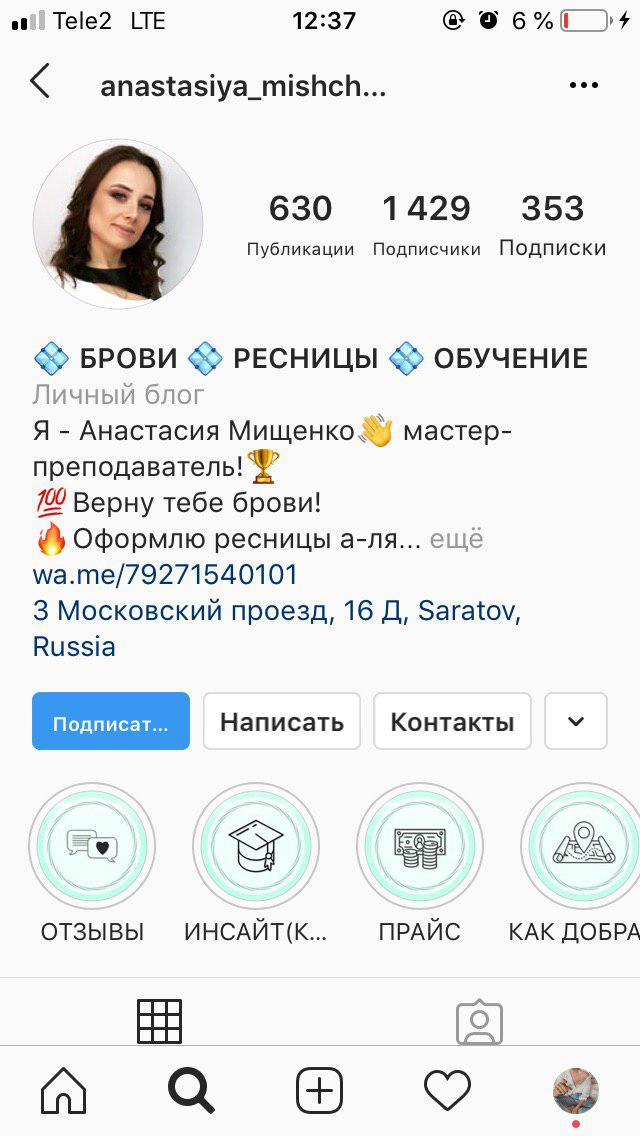 Tele2 LTE 12:37 6 %
anastasiya_mishch...
630 1 429 353
Публикации Подписчики Подписки
💠 БРОВИ 💠 РЕСНИЦЫ 💠 ОБУЧЕНИЕ
Личный блог
Я - Анастасия Мищенко👋 мастер-
преподаватель!🏆
💯Верну тебе брови!
🔥Оформлю ресницы а-ля... ещё
wa.me/79271540101
3 Московский проезд, 16 Д, Saratov,
Russia
Подписат... Написать Контакты
ОТЗЫВЫ ИНСАЙТ(К... ПРАЙС КАК ДОБРА